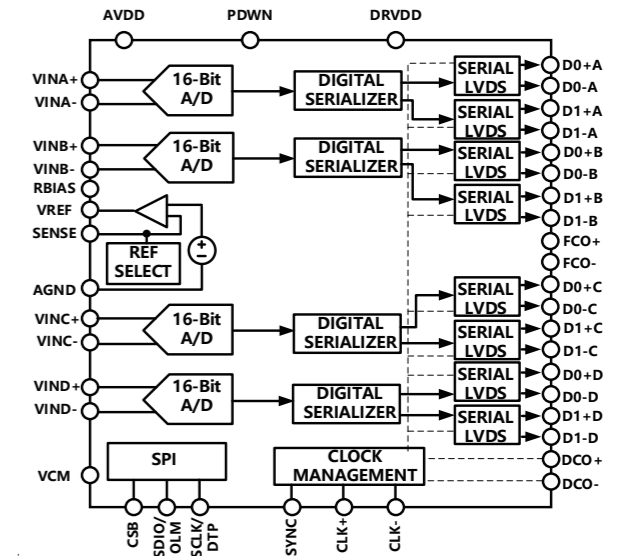 AVDD PDWN DRVDD
VINA+
VINA-
16-Bit
A/D
DIGITAL
SERIALIZER
SERIAL
LVDS
SERIAL
LVDS
D0+A
D0-A
D1+A
D1-A
VINB+
VINB-
16-Bit
A/D
DIGITAL
SERIALIZER
SERIAL
LVDS
SERIAL
LVDS
D0+B
D0-B
D1+B
D1-B
RBIAS
VREF
SENSE
REF
SELECT
AGND
FCO+
FCO-
VINC+
VINC-
16-Bit
A/D
DIGITAL
SERIALIZER
SERIAL
LVDS
SERIAL
LVDS
D0+C
D0-C
D1+C
D1-C
VIND+
VIND-
16-Bit
A/D
DIGITAL
SERIALIZER
SERIAL
LVDS
SERIAL
LVDS
D0+D
D0-D
D1+D
D1-D
VCM
SPI
CLOCK
MANAGEMENT
DCO+
DCO-
CSB
SDIO/
OLM
SCLK/
DTP
SYNC
CLK+
CLK-